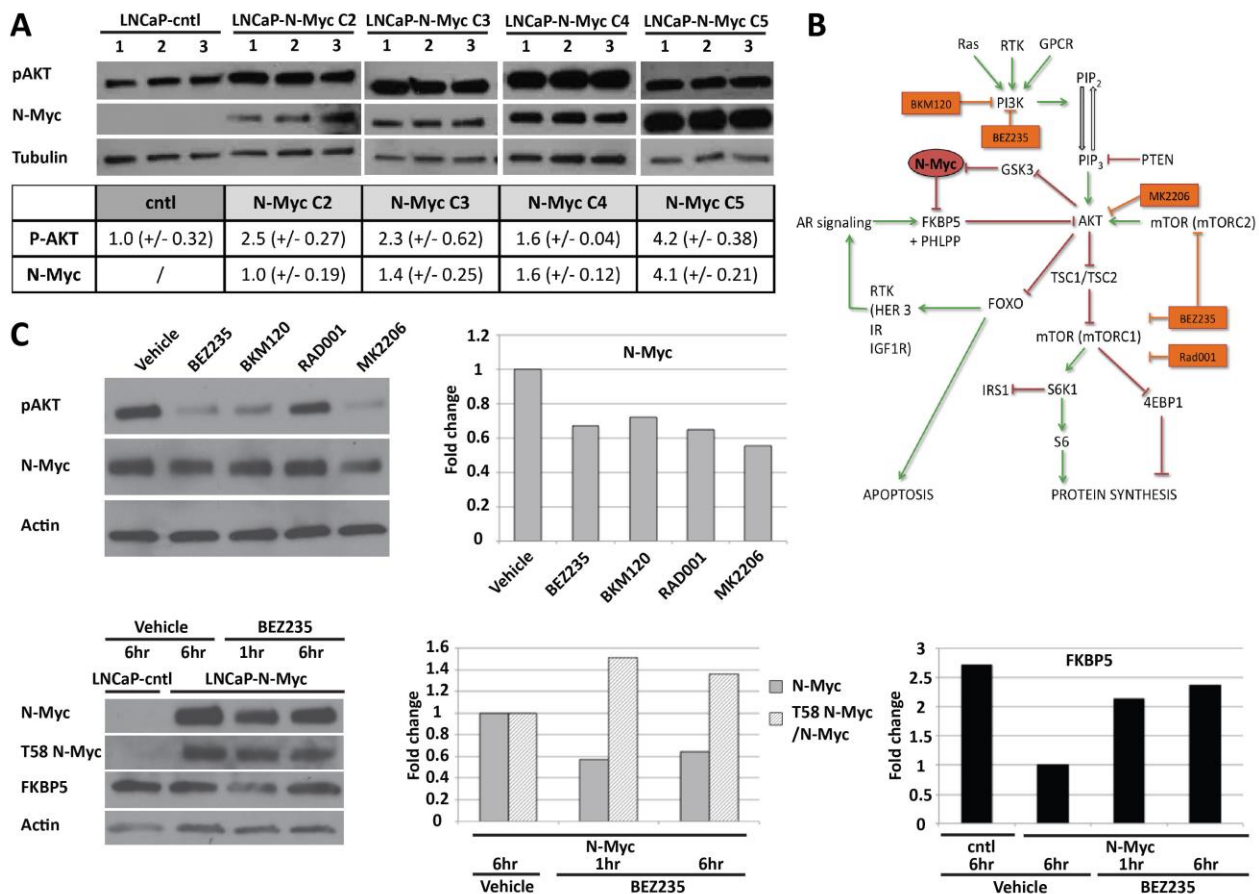 A
LNCaP-cntl LNCaP-N-Myc C2 LNCaP-N-Myc C3 LNCaP-N-Myc C4 LNCaP-N-Myc C5
1 2 3 1 2 3 1 2 3 1 2 3 1 2 3
pAKT
N-Myc
Tubulin
cntl N-Myc C2 N-Myc C3 N-Myc C4 N-Myc C5
P-AKT 1.0 (+/- 0.32) 2.5 (+/- 0.27) 2.3 (+/- 0.62) 1.6 (+/- 0.04) 4.2 (+/- 0.38)
N-Myc / 1.0 (+/- 0.19) 1.4 (+/- 0.25) 1.6 (+/- 0.12) 4.1 (+/- 0.21)
B
Ras RTK GPCR
PIP2
BKM120 PI3K
BEZ235
N-Myc GSK3 PIP3 PTEN
MK2206
AR signaling FKBP5 AKT mTOR (mTORC2)
+ PHLPP
TSC1/TSC2
RTK
(HER 3
IR
IGF1R)
FOXO
BEZ235
mTOR (mTORC1)
Rad001
IRS1 S6K1 4EBP1
S6
APOPTOSIS PROTEIN SYNTHESIS
C
Vehicle BEZ235 BKM120 RAD001 MK2206
pAKT
N-Myc
Actin
N-Myc
Fold change
1.2
1
0.8
0.6
0.4
0.2
0
Vehicle BEZ235 BKM120 RAD001 MK2206
Vehicle BEZ235
6hr 6hr 1hr 6hr
LNCaP-cntl LNCaP-N-Myc
N-Myc
T58 N-Myc
FKBP5
Actin
Fold change
1.6
1.4
1.2
1
0.8
0.6
0.4
0.2
0
N-Myc
T58 N-Myc
/N-Myc
N-Myc
6hr 1hr 6hr
Vehicle BEZ235
FKBP5
Fold change
3
2.5
2
1.5
1
0.5
0
cntl N-Myc
6hr 6hr 1hr 6hr
Vehicle BEZ235